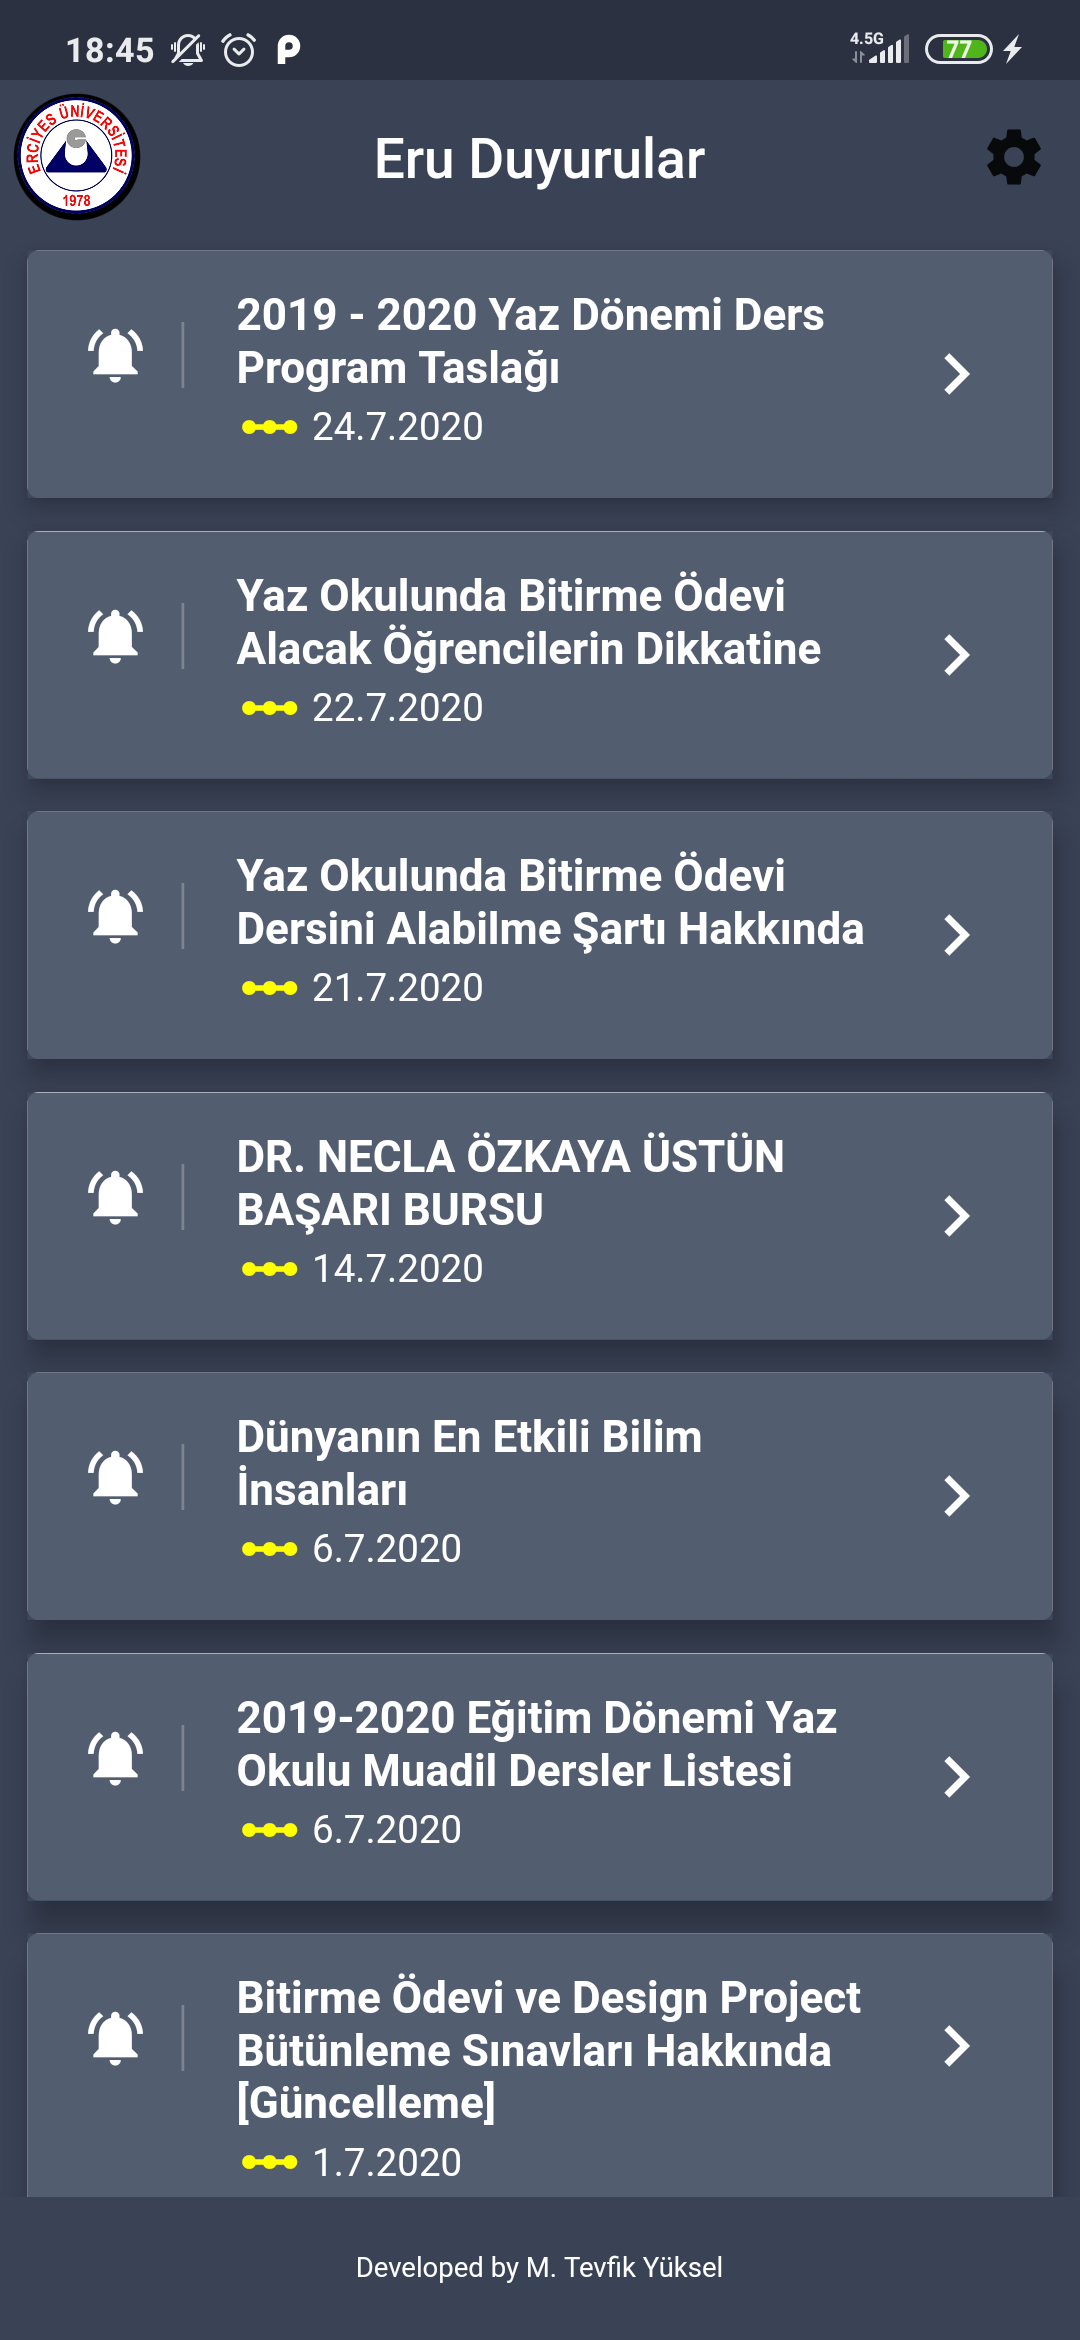 18:45
4.5G
77
ERCİYES ÜNİVERSİTESİ
1978
Eru Duyurular
2019 - 2020 Yaz Dönemi Ders
Program Taslağı
24.7.2020
Yaz Okulunda Bitirme Ödevi
Alacak Öğrencilerin Dikkatine
22.7.2020
Yaz Okulunda Bitirme Ödevi
Dersini Alabilme Şartı Hakkında
21.7.2020
DR. NECLA ÖZKAYA ÜSTÜN
BAŞARI BURSU
14.7.2020
Dünyanın En Etkili Bilim
İnsanları
6.7.2020
2019-2020 Eğitim Dönemi Yaz
Okulu Muadil Dersler Listesi
6.7.2020
Bitirme Ödevi ve Design Project
Bütünleme Sınavları Hakkında
[Güncelleme]
1.7.2020
Developed by M. Tevfik Yüksel